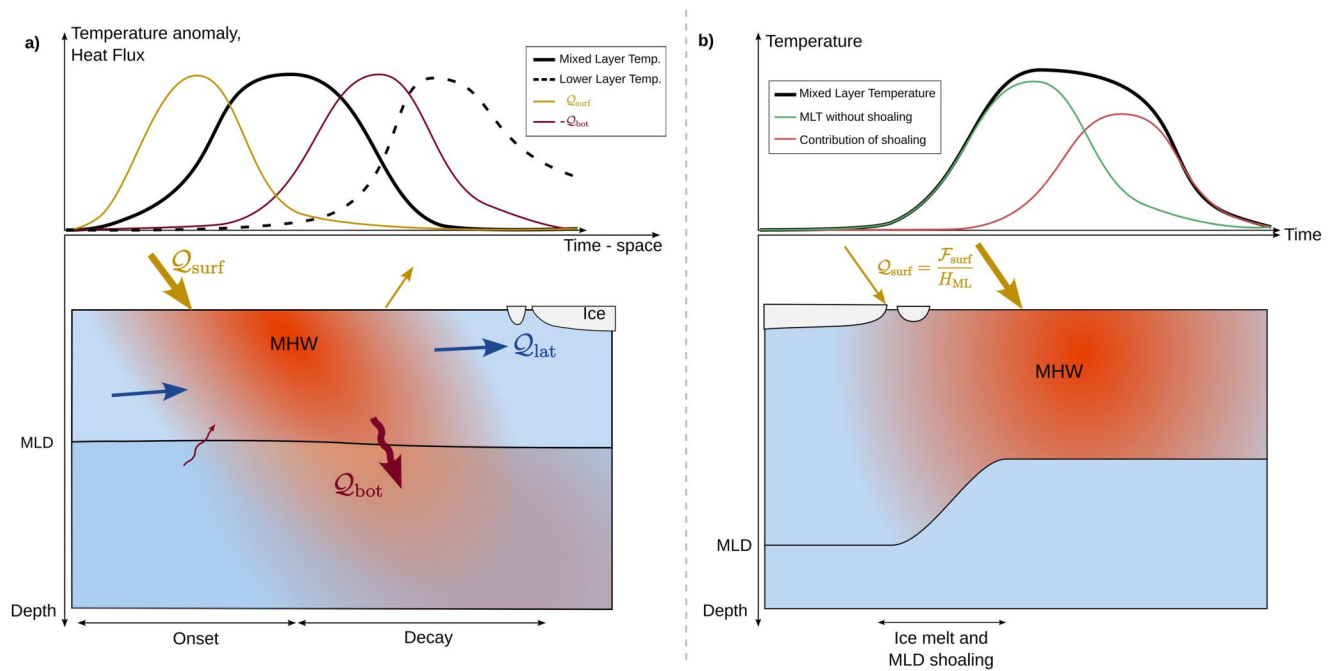 a)
Temperature anomaly,
Heat Flux
Mixed Layer Temp.
Lower Layer Temp.
𝒬surf
-𝒬bot
Time - space
𝒬surf
Ice
MHW
𝒬lat
MLD
𝒬bot
Depth
Onset
Decay
b)
Temperature
Mixed Layer Temperature
MLT without shoaling
Contribution of shoaling
Time
𝒬surf = ℱsurf / HML
MHW
MLD
Depth
Ice melt and
MLD shoaling